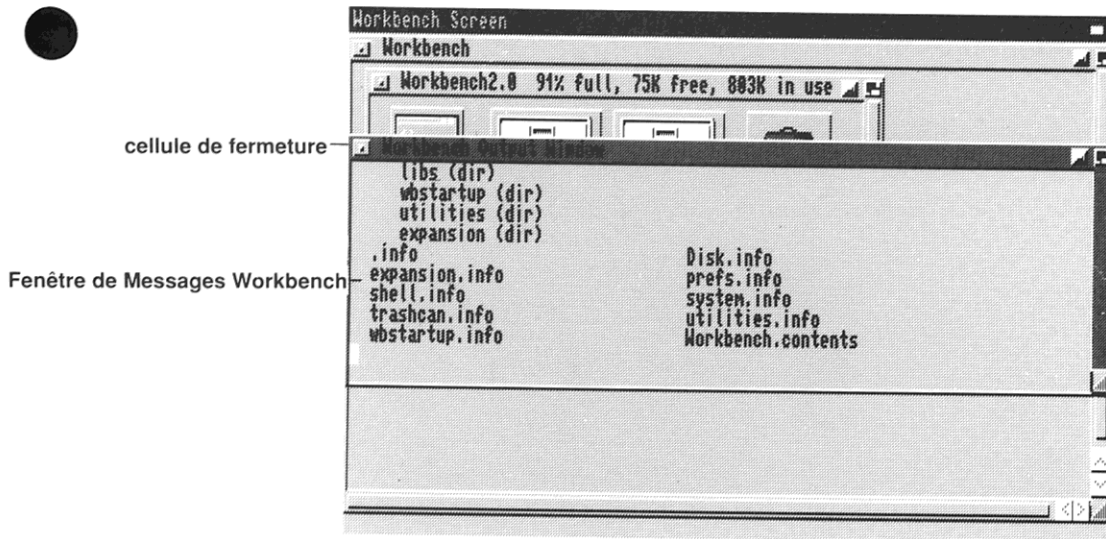 Workbench Screen
Workbench
Workbench2.0 91% full, 75K free, 803K in use
cellule de fermeture
Workbench Output Window
libs (dir)
wbstartup (dir)
utilities (dir)
expansion (dir)
.info Disk.info
Fenêtre de Messages Workbench
expansion.info prefs.info
shell.info system.info
trashcan.info utilities.info
wbstartup.info Workbench.contents